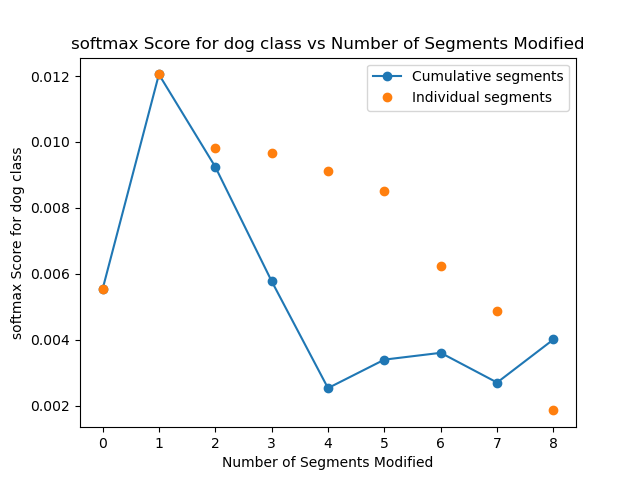 softmax Score for dog class vs Number of Segments Modified
Cumulative segments
Individual segments
softmax Score for dog class
0.012
0.010
0.008
0.006
0.004
0.002
0 1 2 3 4 5 6 7 8
Number of Segments Modified